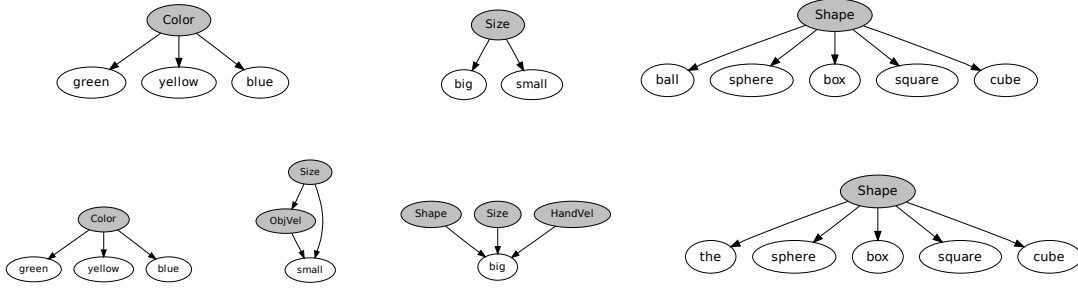 Color
Size
Shape
green yellow blue
big small
ball sphere box square cube
Size
Color
ObjVel
Shape Size HandVel
Shape
green yellow blue
small
big
the sphere box square cube